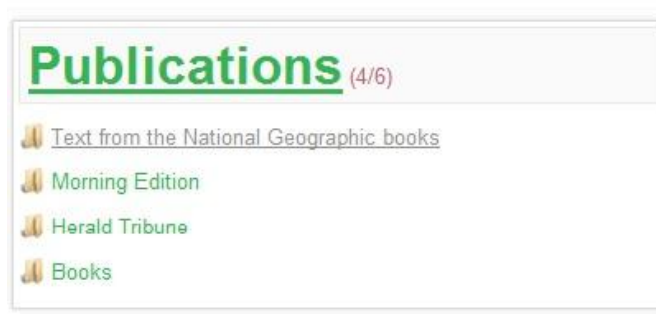 Publications (4/6)
Text from the National Geographic books
Morning Edition
Herald Tribune
Books